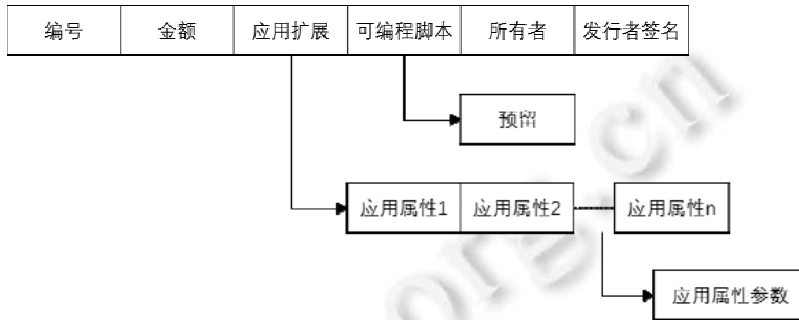 编号 金额 应用扩展 可编程脚本 所有者 发行者签名
预留
应用属性1 应用属性2 应用属性n
应用属性参数
org.cn